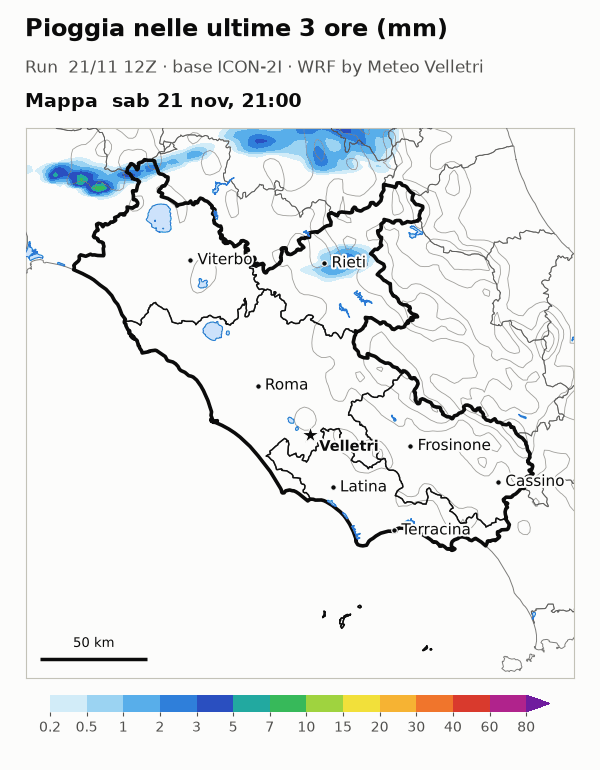 Pioggia nelle ultime 3 ore (mm)
Run  21/11 12Z · base ICON-2I · WRF by Meteo Velletri
Mappa  sab 21 nov, 21:00
Viterbo
Rieti
Roma
Velletri
Frosinone
Cassino
Latina
Terracina
50 km
0.2 0.5 1 2 3 5 7 10 15 20 30 40 60 80